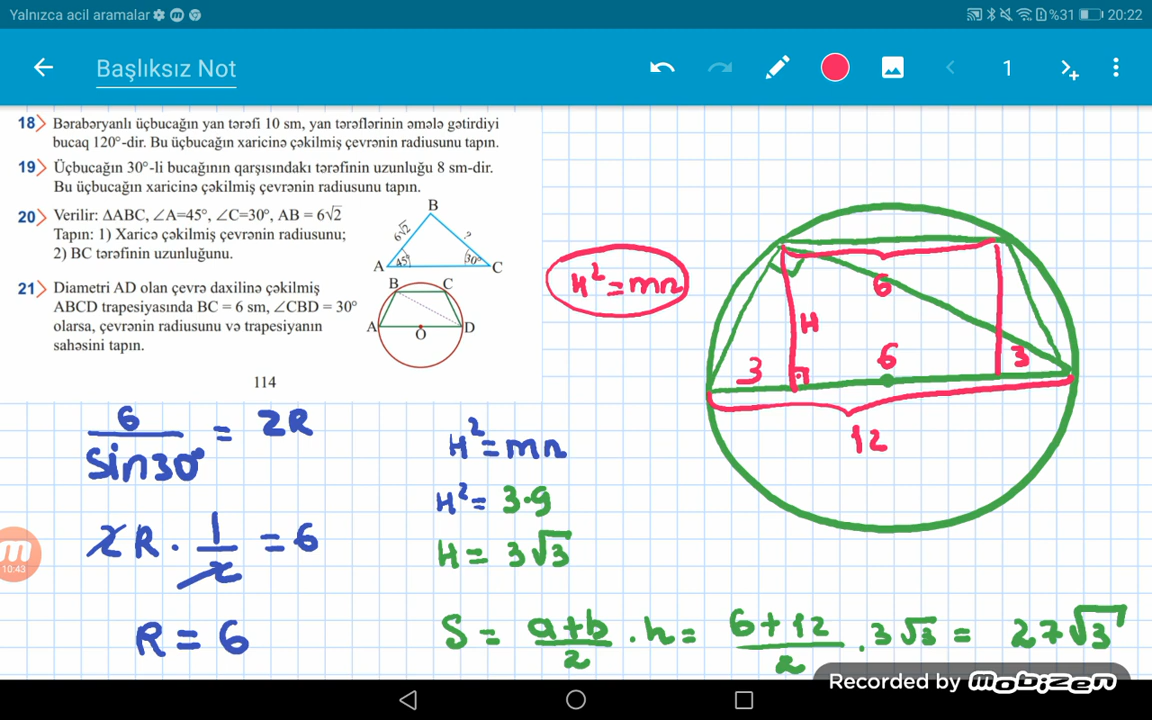 Yalnızca acil aramalar
%31 20:22
Başlıksız Not
1
18 Bərabəryanlı üçbucağın yan tərəfi 10 sm, yan tərəflərinin əmələ gətirdiyi
bucaq 120°-dir. Bu üçbucağın xaricinə çəkilmiş çevrənin radiusunu tapın.
19 Üçbucağın 30°-li bucağının qarşısındakı tərəfinin uzunluğu 8 sm-dir.
Bu üçbucağın xaricinə çəkilmiş çevrənin radiusunu tapın.
20 Verilir: ΔABC, ∠A=45°, ∠C=30°, AB = 6√2
Tapın: 1) Xaricə çəkilmiş çevrənin radiusunu;
2) BC tərəfinin uzunluğunu.
B
6√2 ?
A 45° 30° C
21 Diametri AD olan çevrə daxilinə çəkilmiş
ABCD trapesiyasında BC = 6 sm, ∠CBD = 30°
olarsa, çevrənin radiusunu və trapesiyanın
sahəsini tapın.
B C
A D
O
114
H²=mn
6
H
3 6 3
12
6/sin30° = 2R
2R · 1/2 = 6
R = 6
H²=mn
H²= 3·9
H = 3√3
S = a+b/2 · h = 6+12/2 · 3√3 = 27√3
10:43
Recorded by mobizen